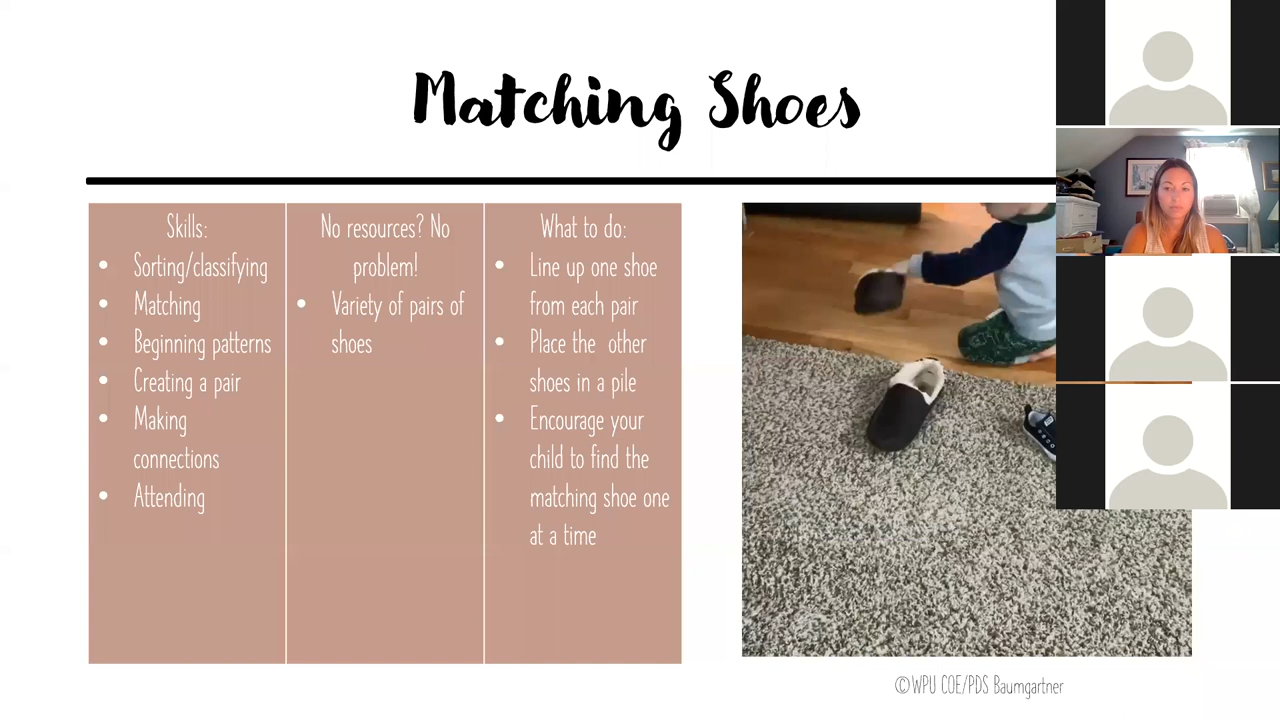 Matching Shoes
Skills:
• Sorting/classifying
• Matching
• Beginning patterns
• Creating a pair
• Making
connections
• Attending
No resources? No
problem!
• Variety of pairs of
shoes
What to do:
• Line up one shoe
from each pair
• Place the other
shoes in a pile
• Encourage your
child to find the
matching shoe one
at a time
©WPU COE/PDS Baumgartner